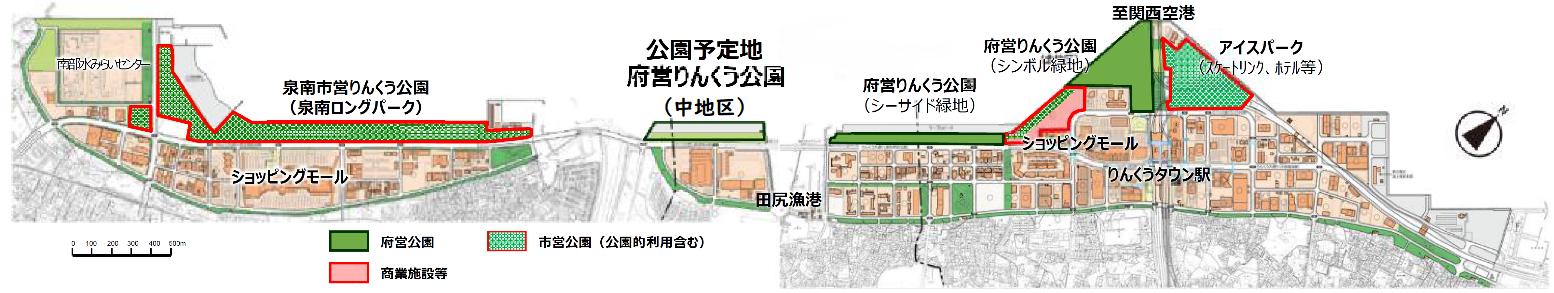 至関西空港
南部水みらいセンター
泉南市営りんくう公園
（泉南ロングパーク）
公園予定地
府営りんくう公園
（中地区）
府営りんくう公園
（シーサイド緑地）
府営りんくう公園
（シンボル緑地）
アイスパーク
（スケートリンク、ホテル等）
N
ショッピングモール
田尻漁港
ショッピングモール
りんくうタウン駅
0 100 200 300 400 500m
府営公園
市営公園（公園的利用含む）
商業施設等